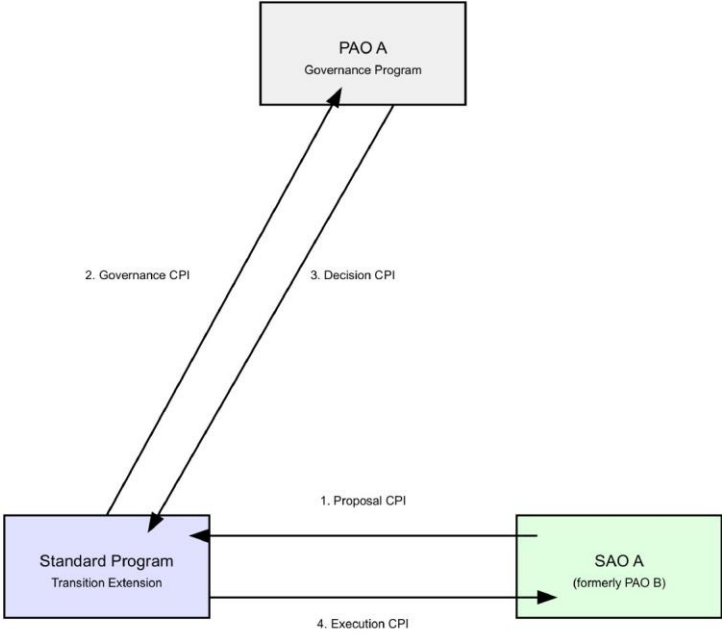 PAO A
Governance Program
2. Governance CPI
3. Decision CPI
1. Proposal CPI
Standard Program
Transition Extension
SAO A
(formerly PAO B)
4. Execution CPI